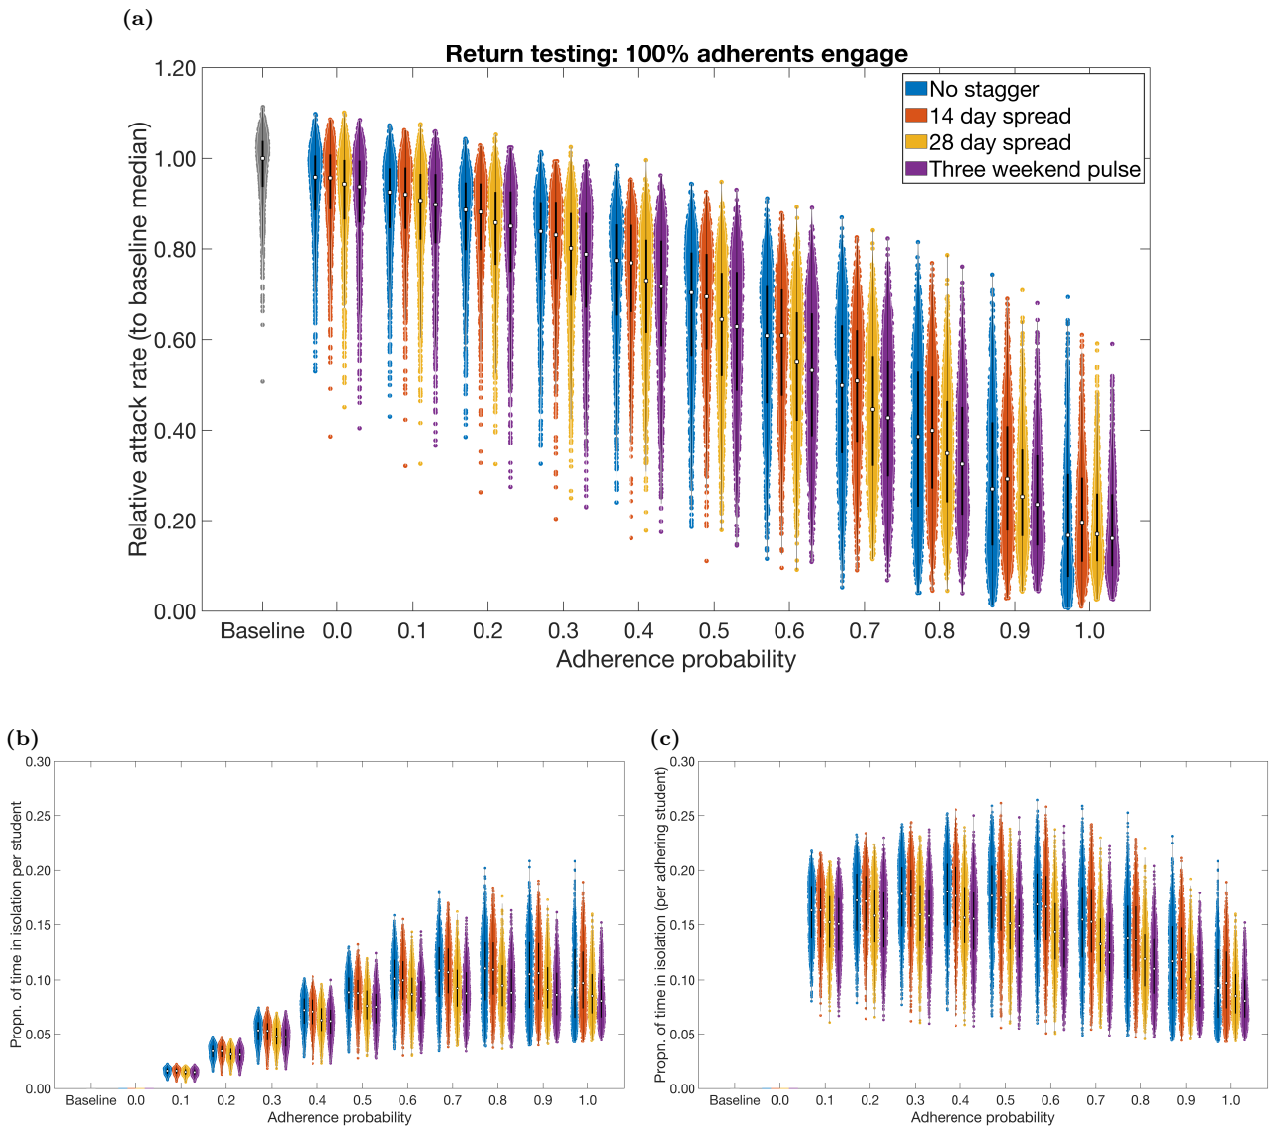 (a)
Return testing: 100% adherents engage
1.20
1.00
0.80
0.60
0.40
0.20
0.00
Relative attack rate (to baseline median)
No stagger
14 day spread
28 day spread
Three weekend pulse
Baseline 0.0 0.1 0.2 0.3 0.4 0.5 0.6 0.7 0.8 0.9 1.0
Adherence probability
(b)
0.30
0.25
0.20
0.15
0.10
0.05
0.00
Propn. of time in isolation per student
Baseline 0.0 0.1 0.2 0.3 0.4 0.5 0.6 0.7 0.8 0.9 1.0
Adherence probability
(c)
0.30
0.25
0.20
0.15
0.10
0.05
0.00
Propn. of time in isolation (per adhering student)
Baseline 0.0 0.1 0.2 0.3 0.4 0.5 0.6 0.7 0.8 0.9 1.0
Adherence probability